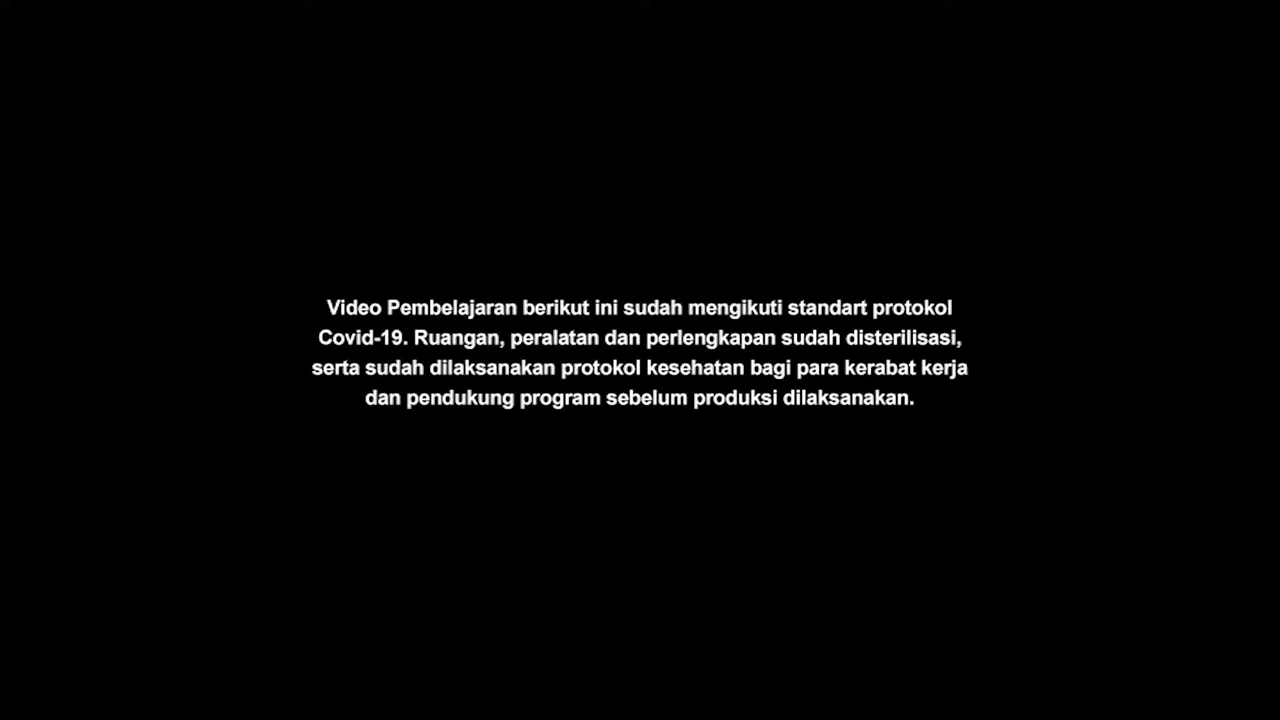 Video Pembelajaran berikut ini sudah mengikuti standart protokol
Covid-19. Ruangan, peralatan dan perlengkapan sudah disterilisasi,
serta sudah dilaksanakan protokol kesehatan bagi para kerabat kerja
dan pendukung program sebelum produksi dilaksanakan.